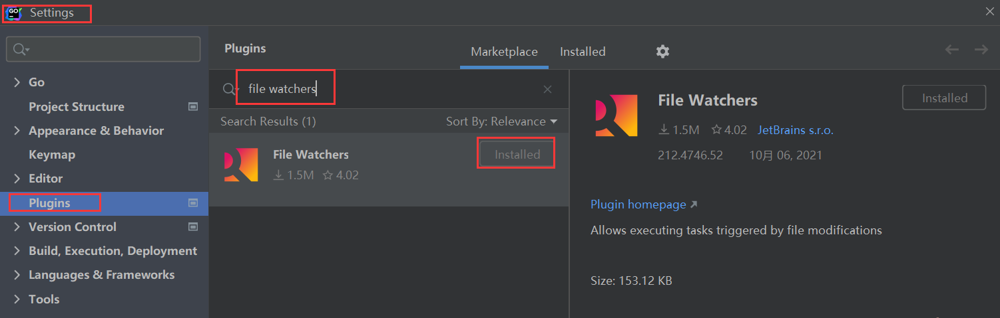 GO
Settings
Plugins
Marketplace
Installed
Go
Project Structure
Appearance & Behavior
Keymap
Editor
Plugins
Version Control
Build, Execution, Deployment
Languages & Frameworks
Tools
file watchers
Search Results (1)
Sort By: Relevance
File Watchers
1.5M
4.02
Installed
File Watchers
Installed
1.5M
4.02
JetBrains s.r.o.
212.4746.52
10月 06, 2021
Plugin homepage
Allows executing tasks triggered by file modifications
Size: 153.12 KB